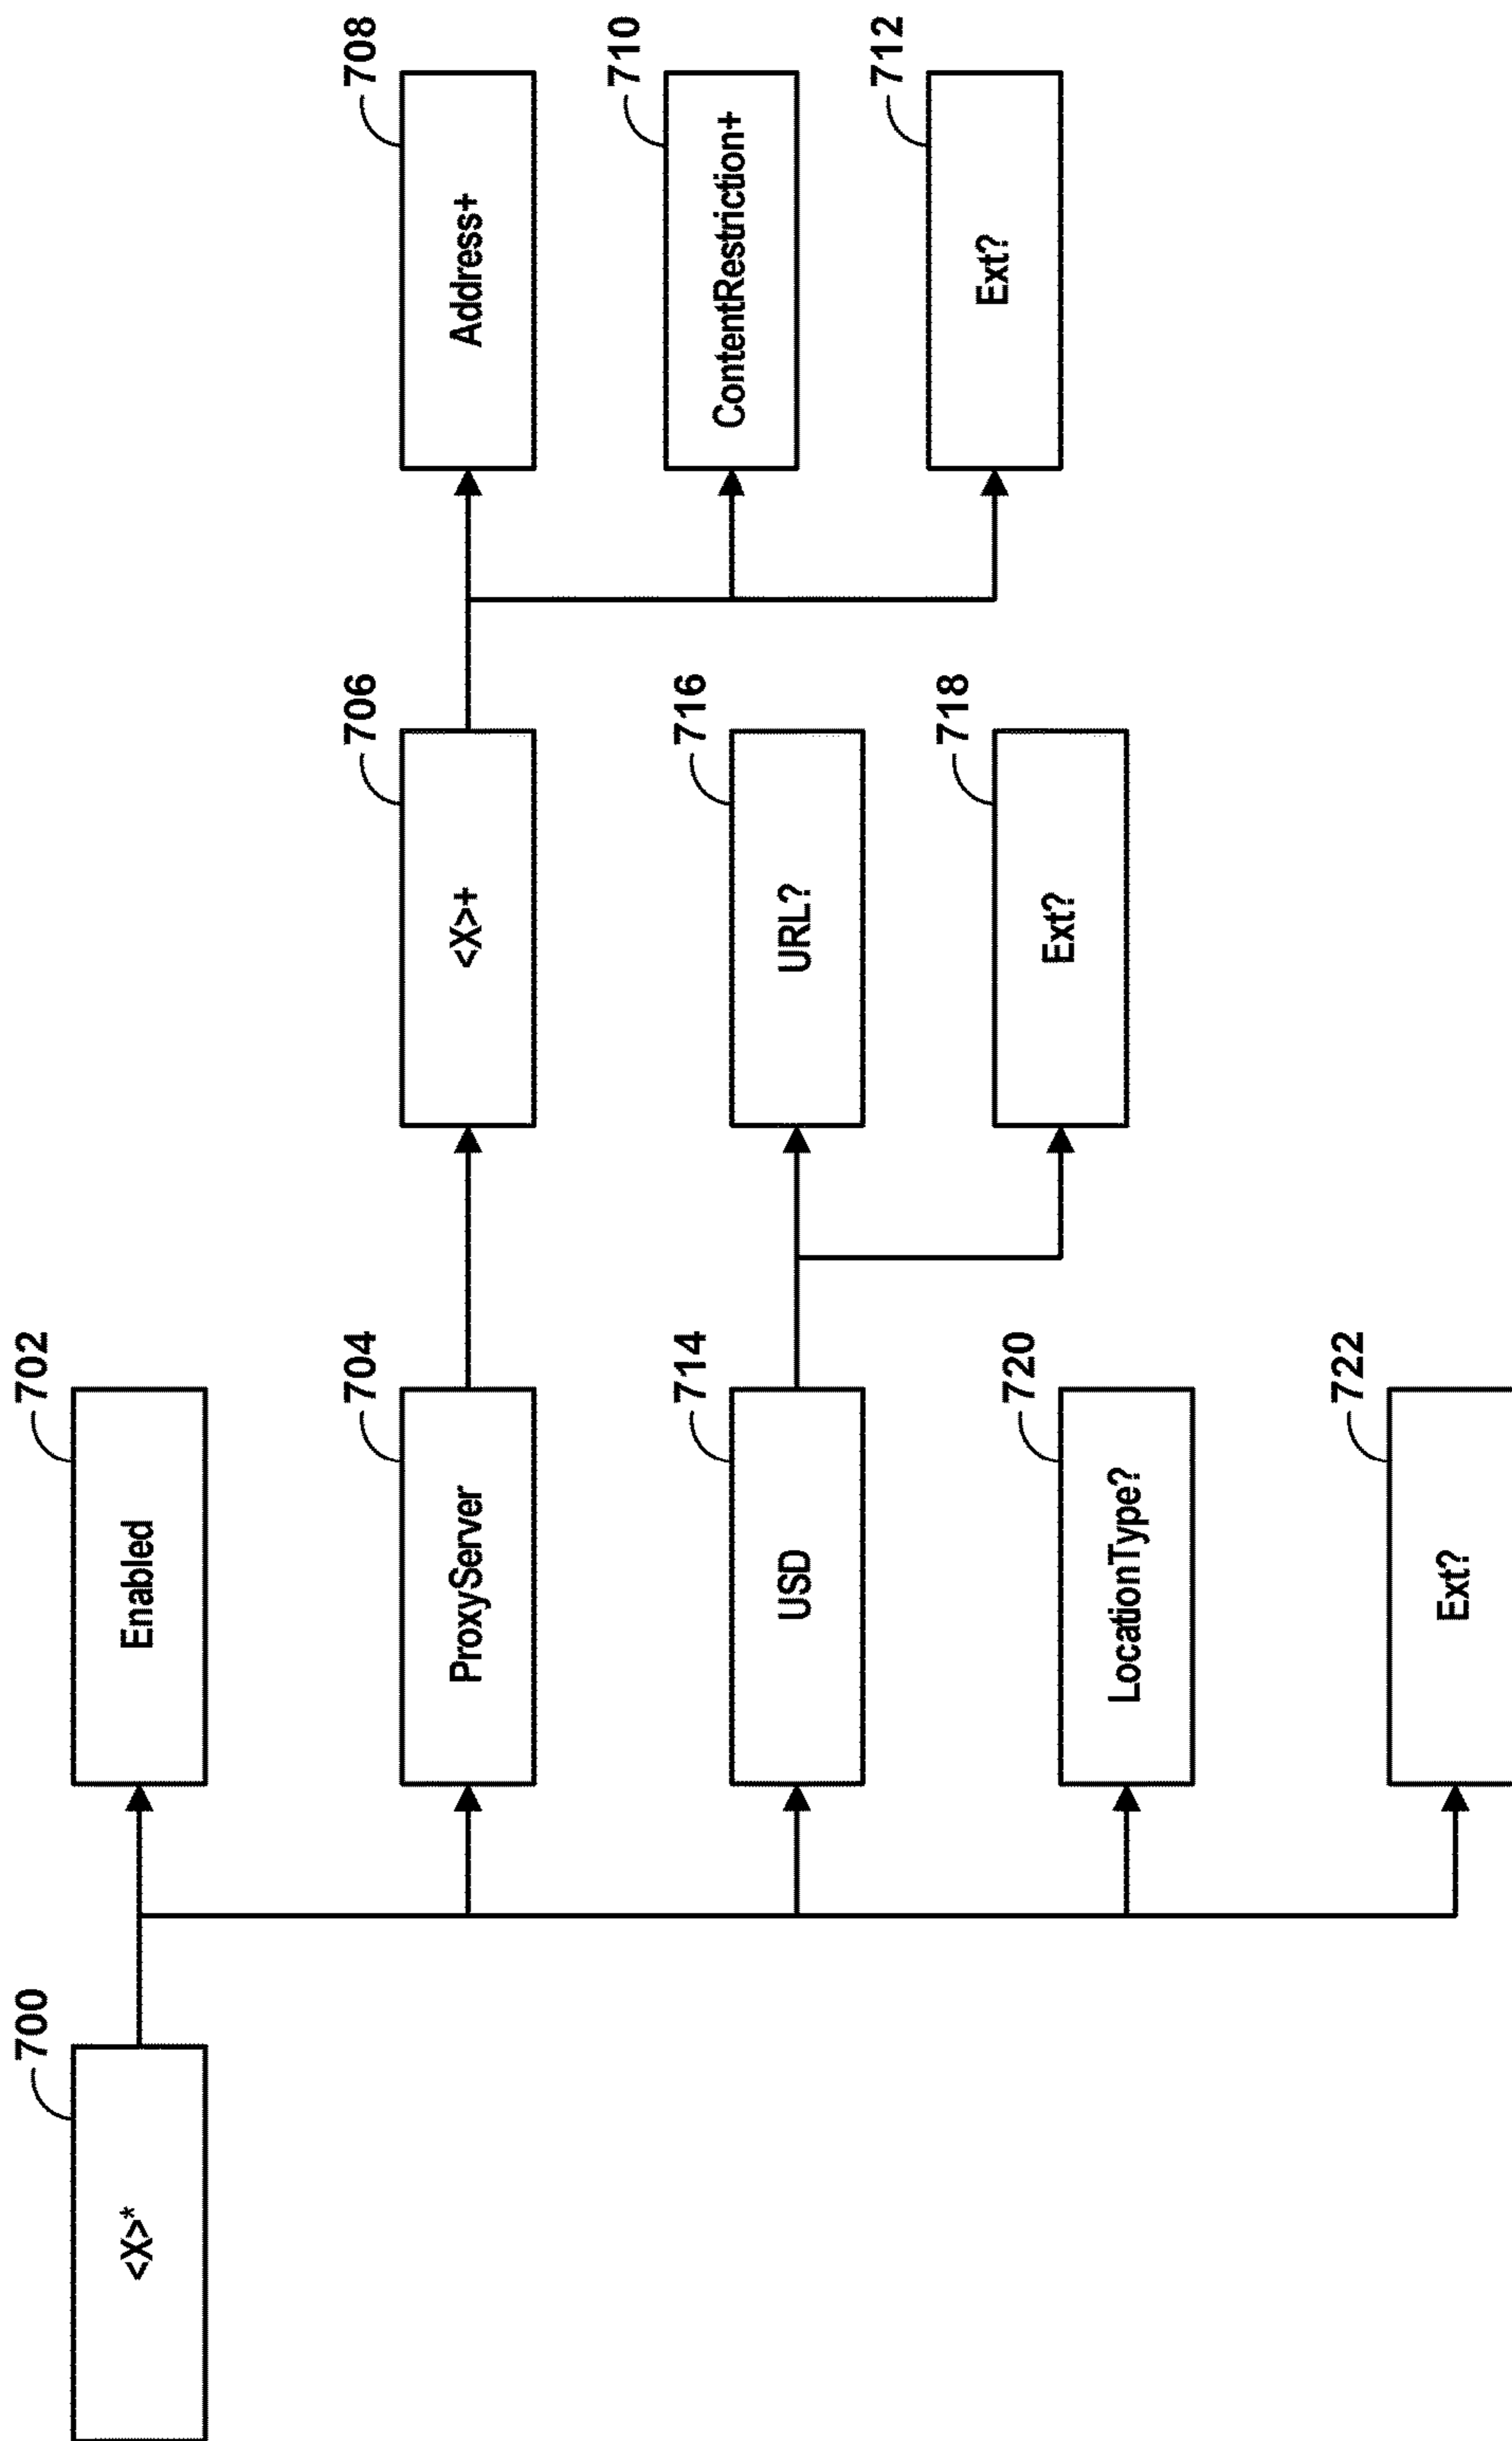 700
<X>*
702
Enabled
704
ProxyServer
706
<X>+
708
Address+
710
ContentRestriction+
712
Ext?
714
USD
716
URL?
718
Ext?
720
LocationType?
722
Ext?